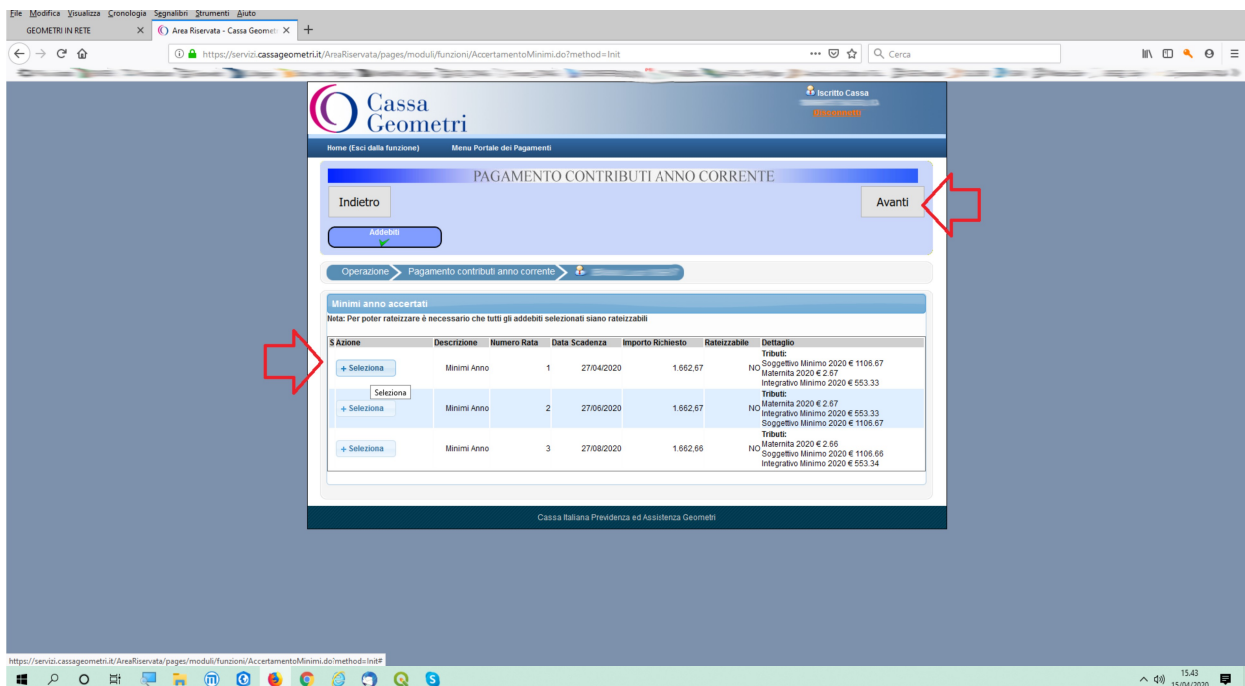 File Modifica Visualizza Cronologia Segnalibri Strumenti Aiuto
GEOMETRI IN RETE
Area Riservata - Cassa Geomet
https://servizi.cassageometri.it/AreaRiservata/pages/moduli/funzioni/AccertamentoMinimi.do?method=Init
Cerca
Cassa
Geometri
Iscritto Cassa
Disconnetti
Home (Esci dalla funzione) Menu Portale dei Pagamenti
PAGAMENTO CONTRIBUTI ANNO CORRENTE
Indietro
Avanti
Addebiti
Operazione Pagamento contributi anno corrente
Minimi anno accertati
Nota: Per poter rateizzare è necessario che tutti gli addebiti selezionati siano rateizzabili
S Azione Descrizione Numero Rata Data Scadenza Importo Richiesto Rateizzabile Dettaglio
Tributi:
+ Seleziona Minimi Anno 1 27/04/2020 1.662,67 NO Soggettivo Minimo 2020 € 1106.67
Maternita 2020 € 2.67
Integrativo Minimo 2020 € 553.33
Seleziona
Tributi:
Maternita 2020 € 2.67
+ Seleziona Minimi Anno 2 27/06/2020 1.662,67 NO Integrativo Minimo 2020 € 553.33
Soggettivo Minimo 2020 € 1106.67
Tributi:
Maternita 2020 € 2.66
+ Seleziona Minimi Anno 3 27/08/2020 1.662,66 NO Soggettivo Minimo 2020 € 1106.66
Integrativo Minimo 2020 € 553.34
Cassa Italiana Previdenza ed Assistenza Geometri
https://servizi.cassageometri.it/AreaRiservata/pages/moduli/funzioni/AccertamentoMinimi.do?method=Init#
15.43
15/04/2020